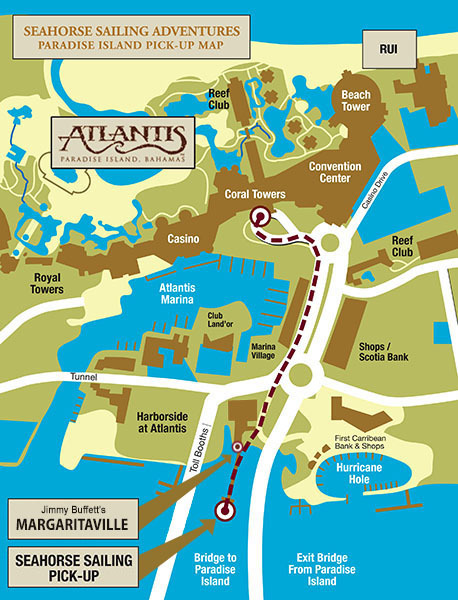 SEAHORSE SAILING ADVENTURES
PARADISE ISLAND PICK-UP MAP
RUI
Reef
Club
Beach
Tower
ATLANTIS
PARADISE ISLAND, BAHAMAS
Convention
Center
Coral Towers
Casino Drive
Casino
Reef
Club
Royal
Towers
Atlantis
Marina
Club
Land'or
Marina
Village
Shops /
Scotia Bank
Tunnel
Harborside
at Atlantis
Toll Booths
First Carribean
Bank & Shops
Hurricane
Hole
Jimmy Buffett's
MARGARITAVILLE
SEAHORSE SAILING
PICK-UP
Bridge to
Paradise
Island
Exit Bridge
From Paradise
Island